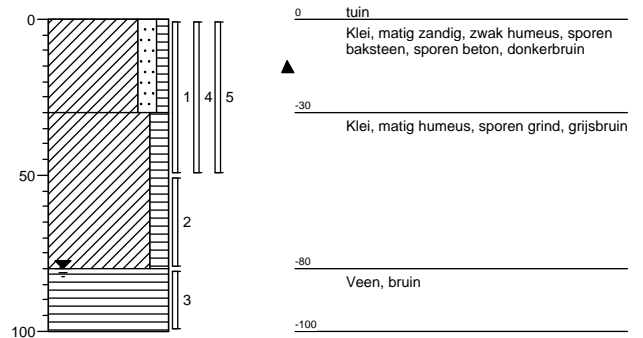 0
50
100
1
4
5
2
3
0 tuin
Klei, matig zandig, zwak humeus, sporen
baksteen, sporen beton, donkerbruin
-30
Klei, matig humeus, sporen grind, grijsbruin
-80
Veen, bruin
-100